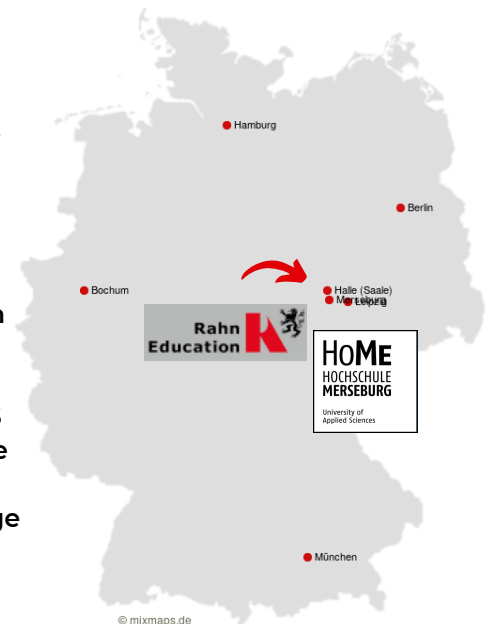 Hamburg
Berlin
Halle (Saale)
Merseburg
Leipzig
Bochum
Rahn
Education
HoMe
HOCHSCHULE
MERSEBURG
University of
Applied Sciences
e
ge
München
© mixmaps.de